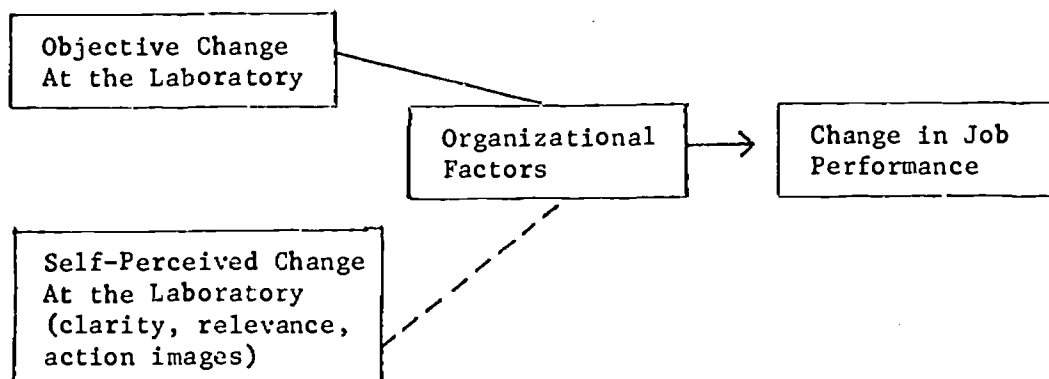 Objective Change
At the Laboratory
Organizational
Factors
Change in Job
Performance
Self-Perceived Change
At the Laboratory
(clarity, relevance,
action images)